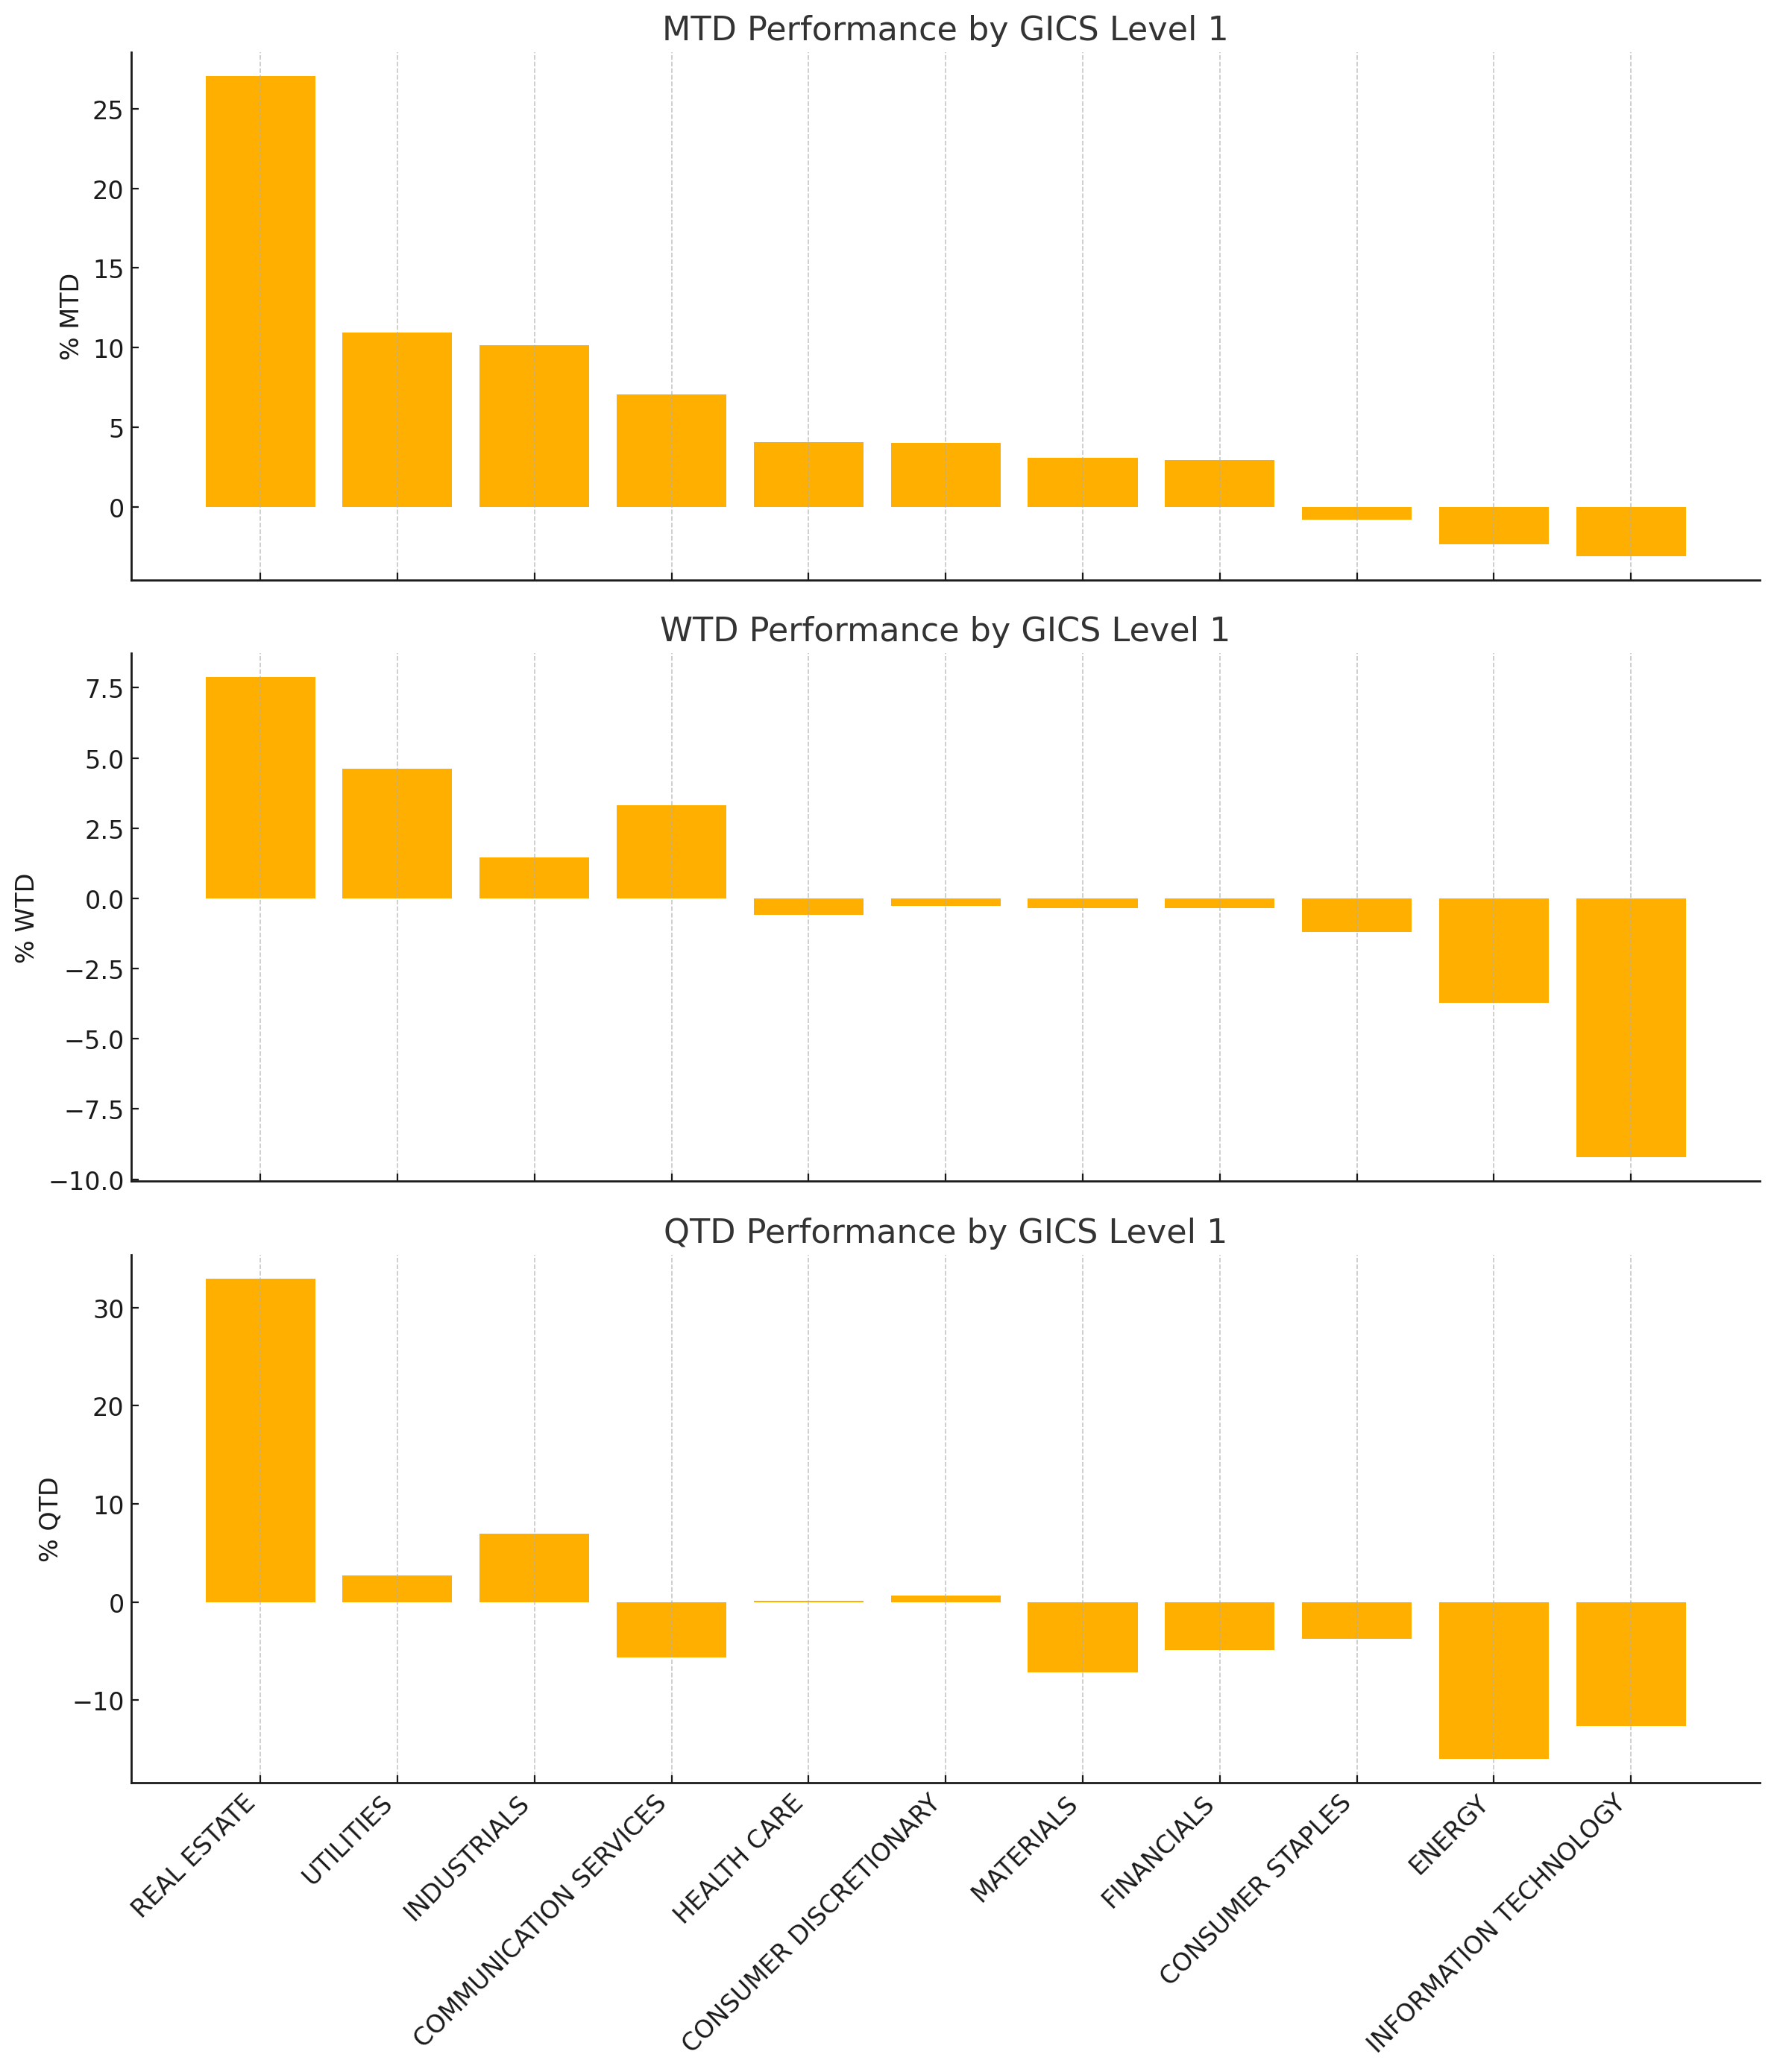 MTD Performance by GICS Level 1
% MTD
25
20
15
10
5
0
WTD Performance by GICS Level 1
% WTD
7.5
5.0
2.5
0.0
−2.5
−5.0
−7.5
−10.0
QTD Performance by GICS Level 1
% QTD
30
20
10
0
−10
REAL ESTATE
UTILITIES
INDUSTRIALS
COMMUNICATION SERVICES
HEALTH CARE
CONSUMER DISCRETIONARY
MATERIALS
FINANCIALS
CONSUMER STAPLES
ENERGY
INFORMATION TECHNOLOGY